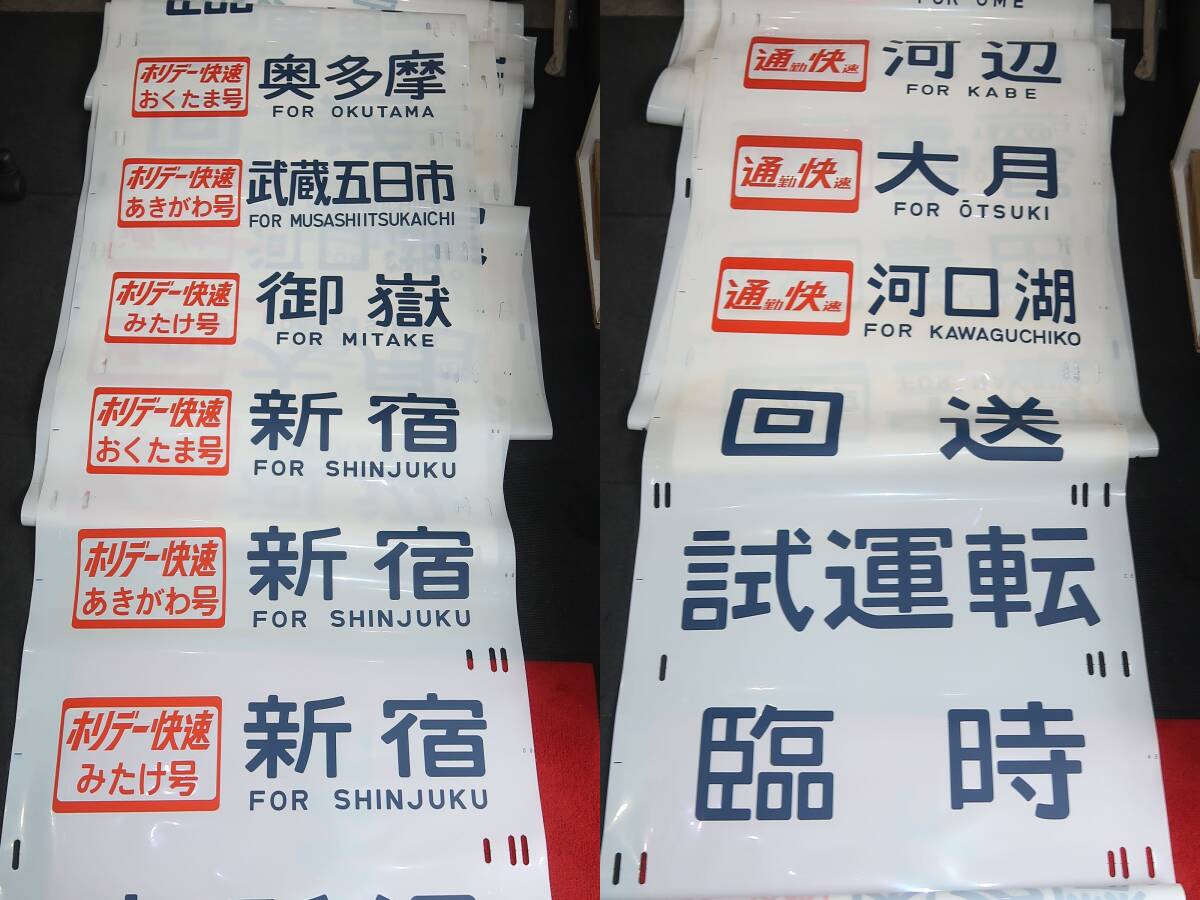 ホリデー快速
おくたま号
奥多摩
FOR OKUTAMA
ホリデー快速
あきがわ号
武蔵五日市
FOR MUSASHIITSUKAICHI
ホリデー快速
みたけ号
御嶽
FOR MITAKE
ホリデー快速
おくたま号
新宿
FOR SHINJUKU
ホリデー快速
あきがわ号
新宿
FOR SHINJUKU
ホリデー快速
みたけ号
新宿
FOR SHINJUKU
FOR OME
通勤快速
河辺
FOR KABE
通勤快速
大月
FOR ŌTSUKI
通勤快速
河口湖
FOR KAWAGUCHIKO
回送
試運転
臨時